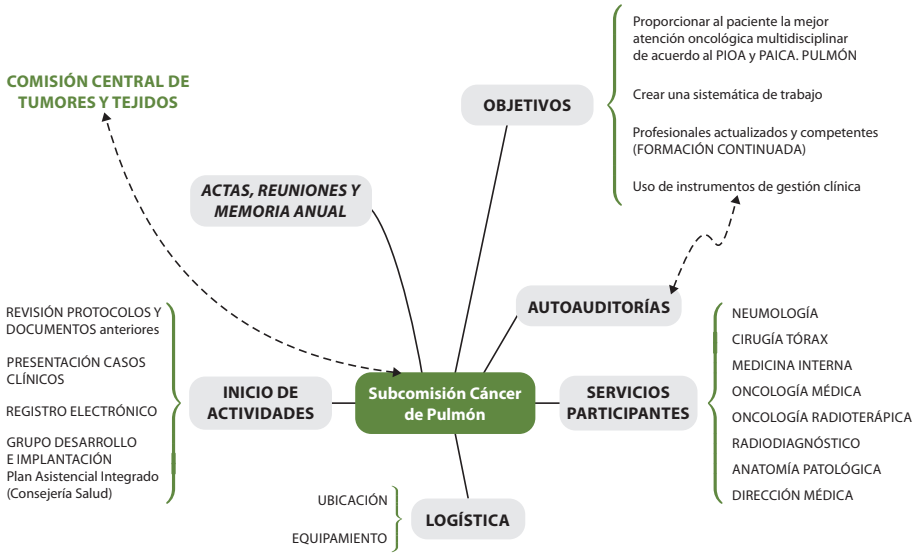 COMISIÓN CENTRAL DE
TUMORES Y TEJIDOS
OBJETIVOS
Proporcionar al paciente la mejor
atención oncológica multidisciplinar
de acuerdo al PIOA y PAICA. PULMÓN
Crear una sistemática de trabajo
Profesionales actualizados y competentes
(FORMACIÓN CONTINUADA)
Uso de instrumentos de gestión clínica
ACTAS, REUNIONES Y
MEMORIA ANUAL
AUTOAUDITORÍAS
REVISIÓN PROTOCOLOS Y
DOCUMENTOS anteriores
PRESENTACIÓN CASOS
CLÍNICOS
REGISTRO ELECTRÓNICO
GRUPO DESARROLLO
E IMPLANTACIÓN
Plan Asistencial Integrado
(Consejería Salud)
INICIO DE
ACTIVIDADES
Subcomisión Cáncer
de Pulmón
SERVICIOS
PARTICIPANTES
NEUMOLOGÍA
CIRUGÍA TÓRAX
MEDICINA INTERNA
ONCOLOGÍA MÉDICA
ONCOLOGÍA RADIOTERÁPICA
RADIODIAGNÓSTICO
ANATOMÍA PATOLÓGICA
DIRECCIÓN MÉDICA
UBICACIÓN
EQUIPAMIENTO
LOGÍSTICA